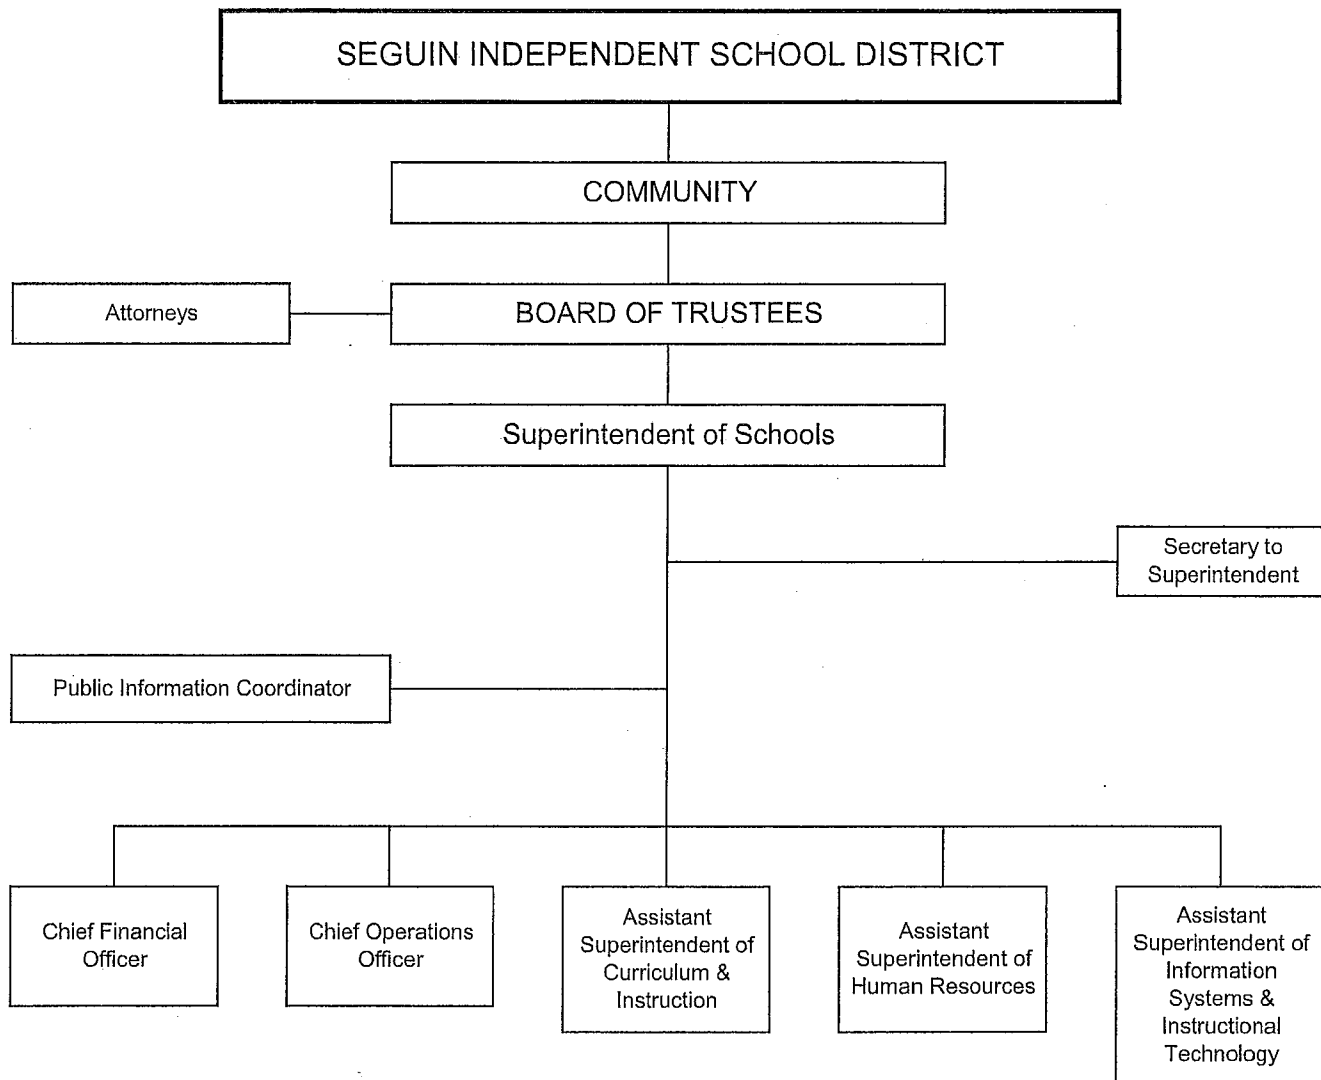 SEGUIN INDEPENDENT SCHOOL DISTRICT
COMMUNITY
Attorneys
BOARD OF TRUSTEES
Superintendent of Schools
Secretary to
Superintendent
Public Information Coordinator
Chief Financial
Officer
Chief Operations
Officer
Assistant
Superintendent of
Curriculum &
Instruction
Assistant
Superintendent of
Human Resources
Assistant
Superintendent of
Information
Systems &
Instructional
Technology